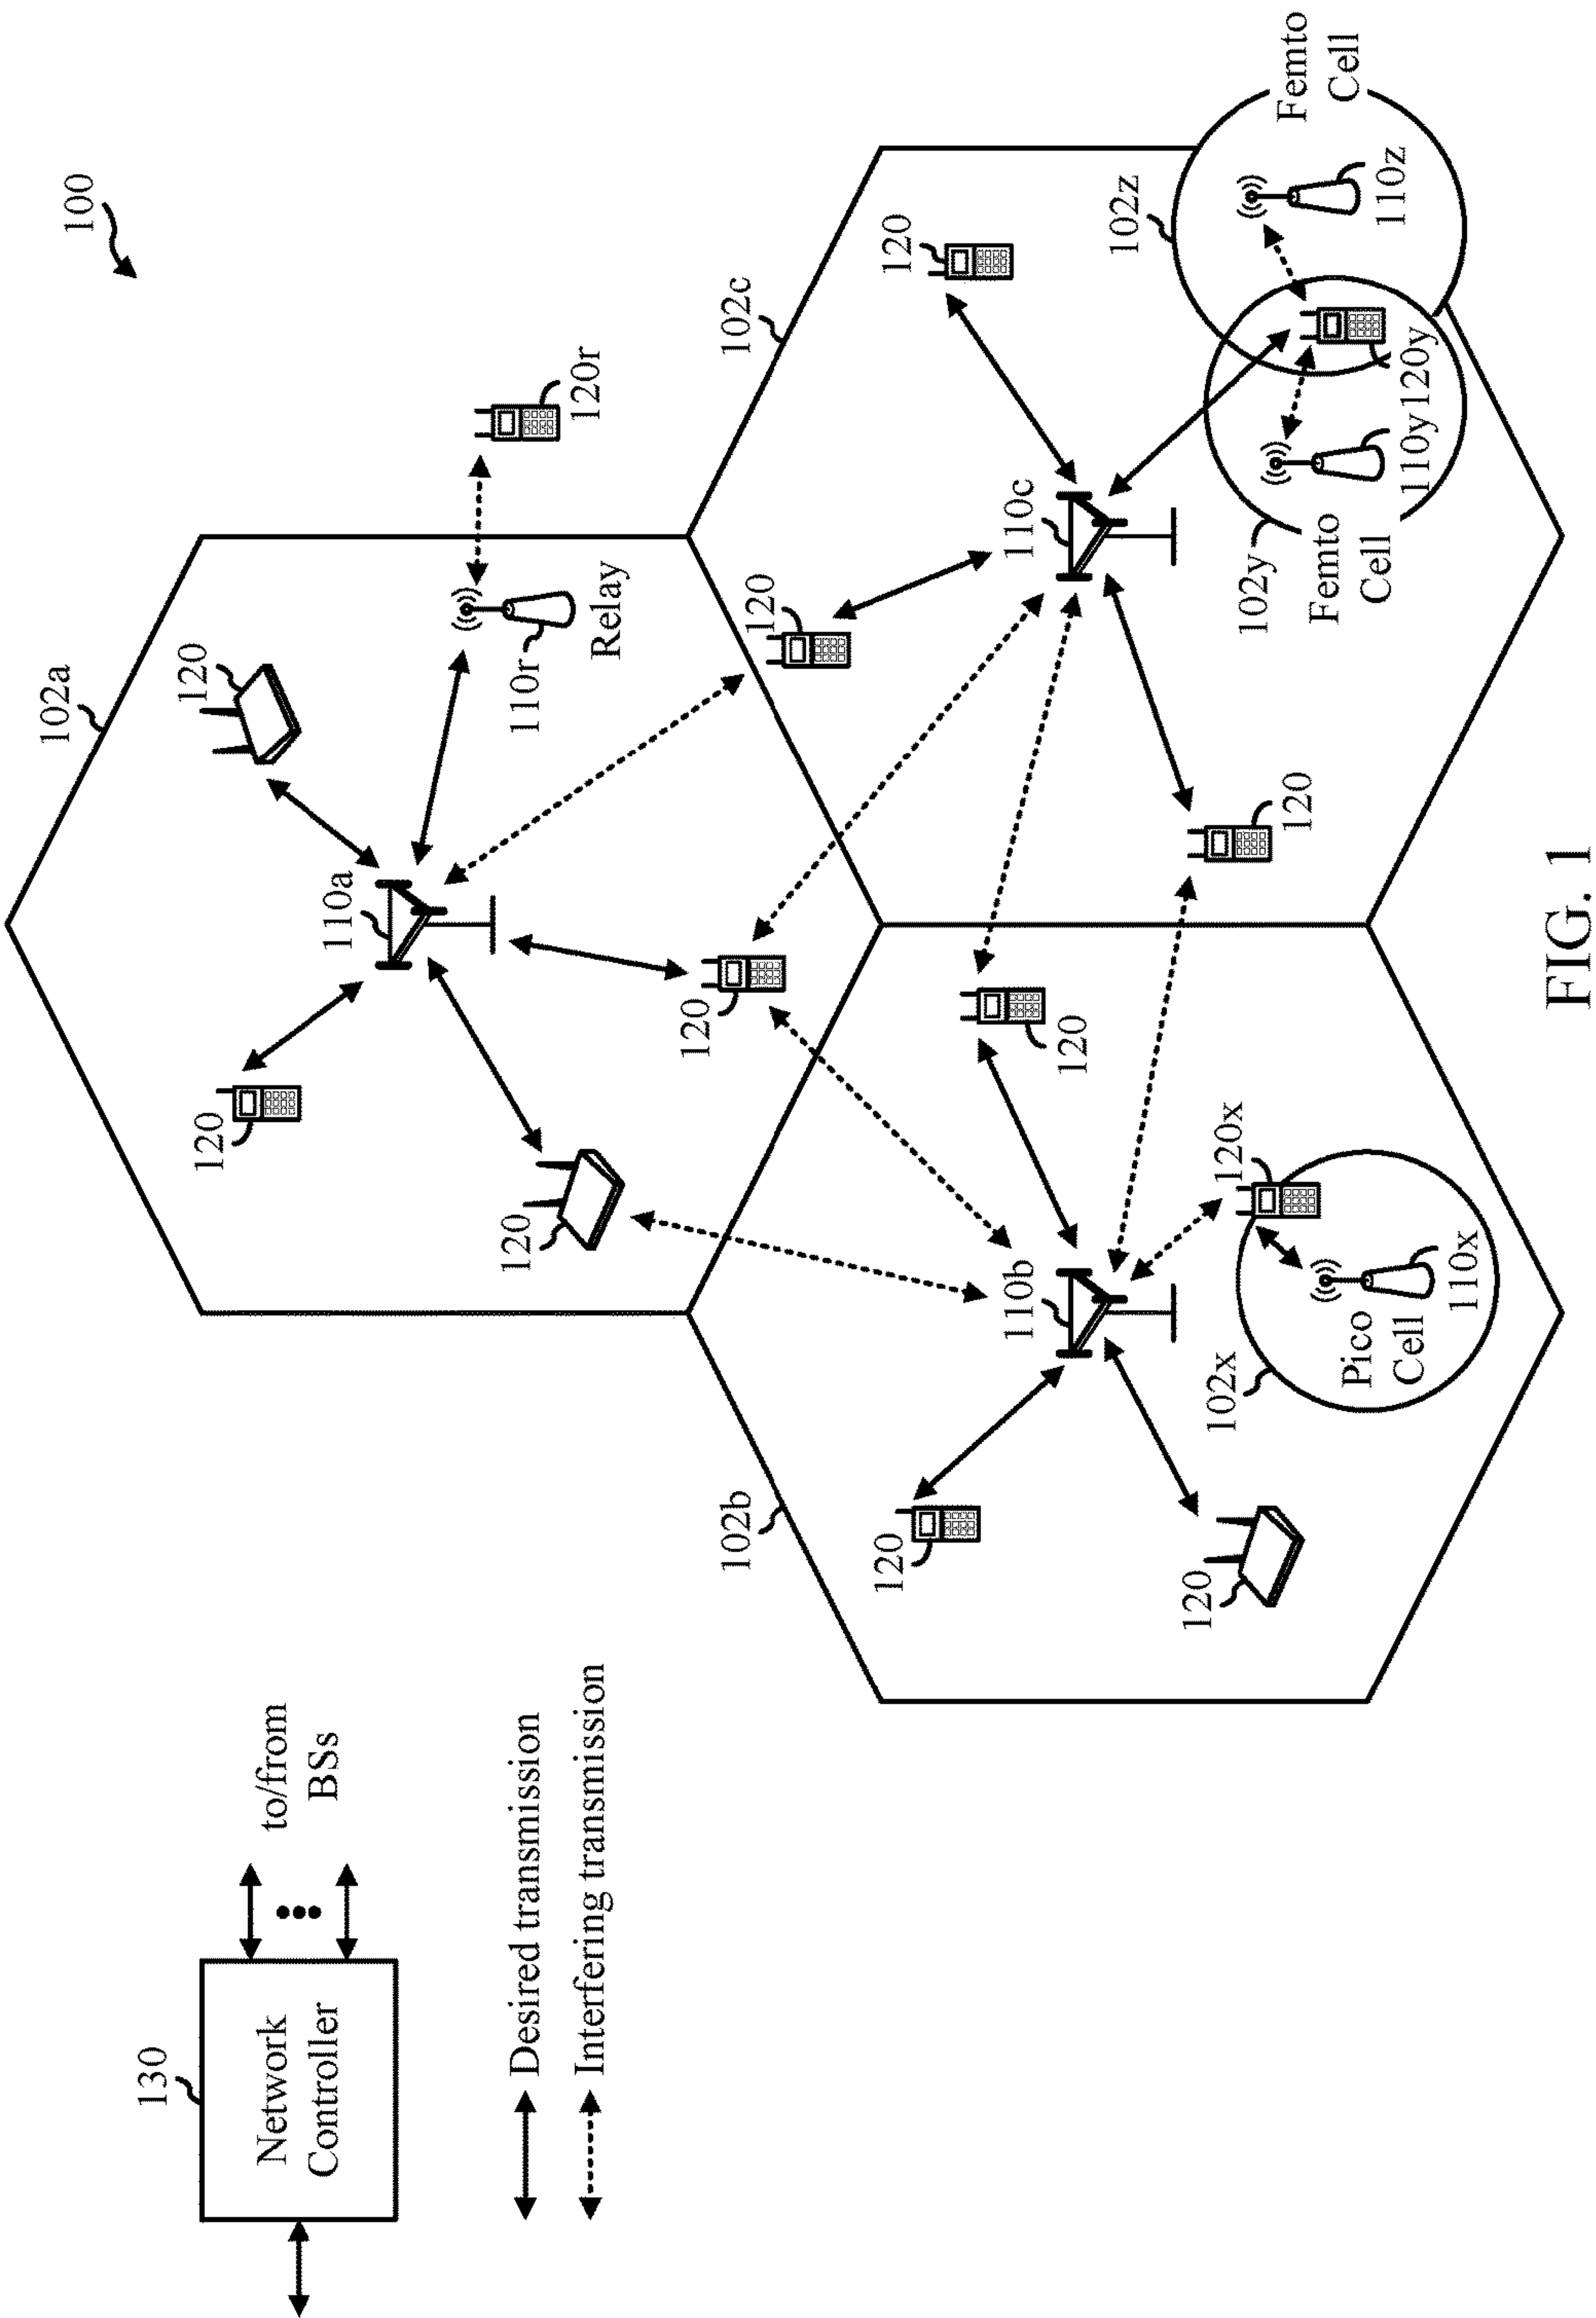 100
130
Network
Controller
to/from
BSs
Desired transmission
Interfering transmission
102a
120
120
110a
120
110r
Relay
120r
120
120
102b
102c
120
120
110b
120
120
110c
120
120
102x
Pico
Cell
110x
120x
102y
Femto
Cell
110y
120y
102z
110z
Femto
Cell
FIG. 1